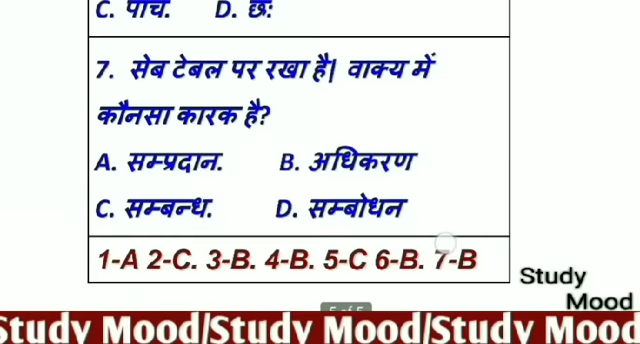 C. पांच. D. छः
7. सेब टेबल पर रखा है| वाक्य में
कौनसा कारक है?
A. सम्प्रदान. B. अधिकरण
C. सम्बन्ध. D. सम्बोधन
1-A 2-C. 3-B. 4-B. 5-C 6-B. 7-B
Study
Mood
Study Mood/Study Mood/Study Mood